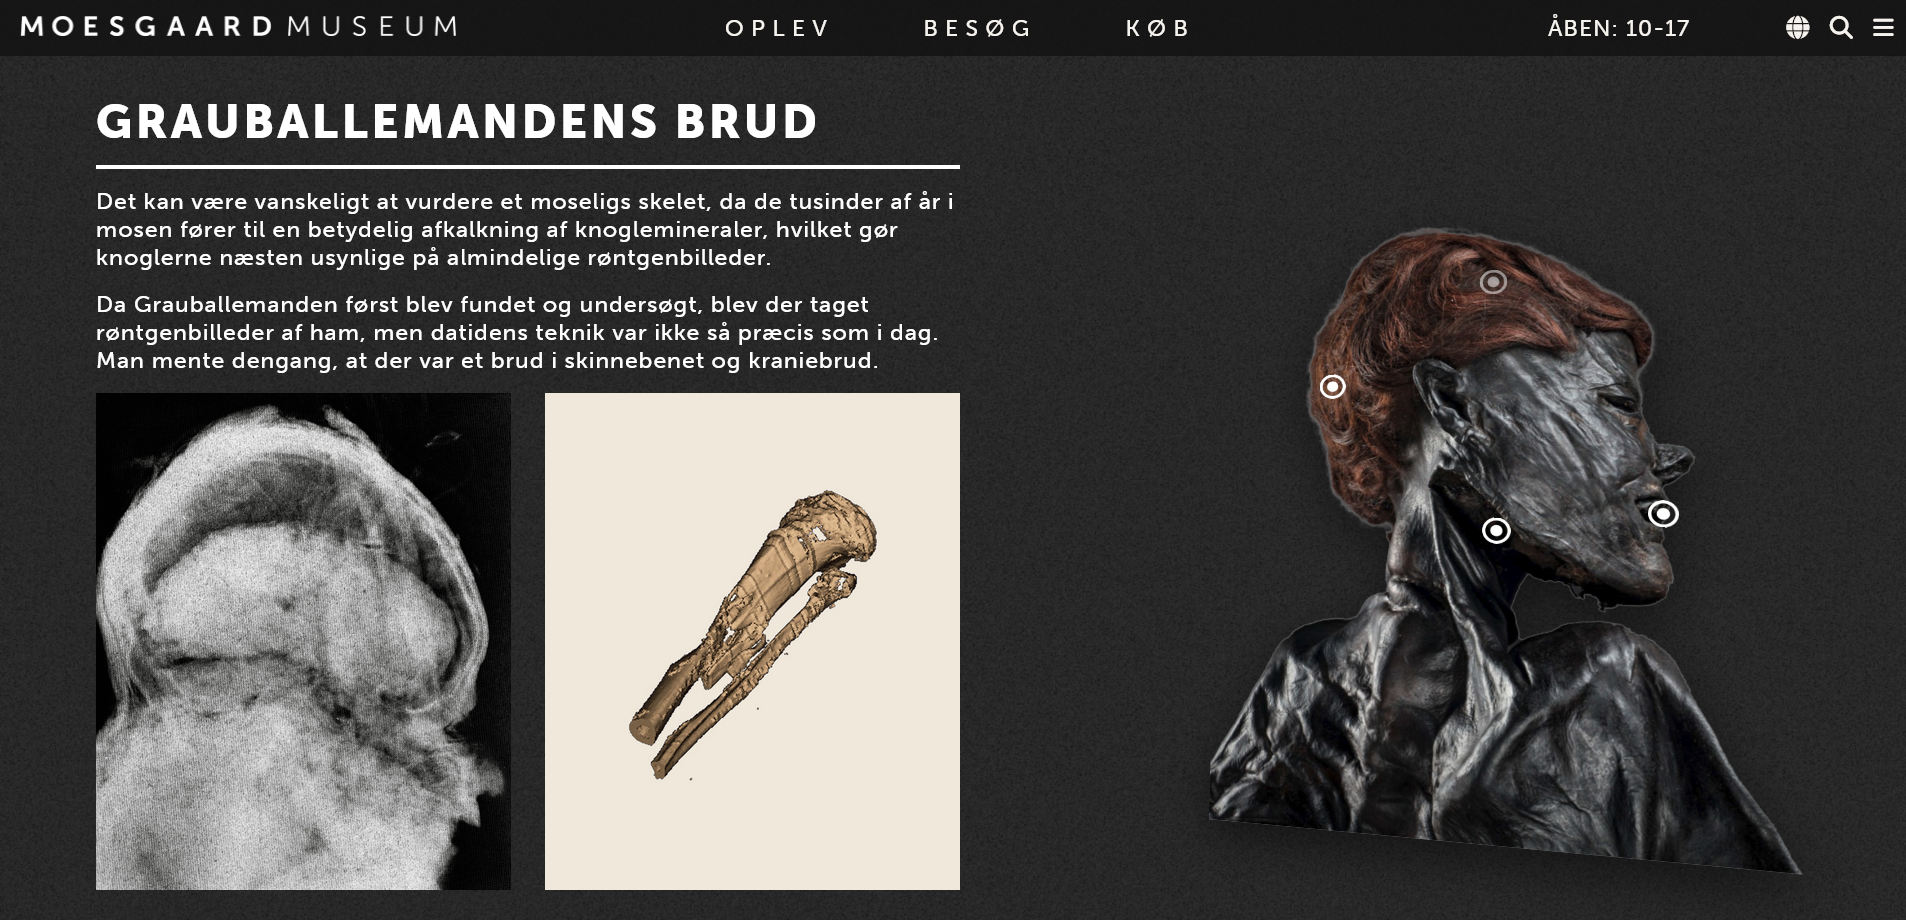 MOESGAARD MUSEUM
OPLEV
BESØG
KØB
ÅBEN: 10-17
GRAUBALLEMANDENS BRUD
Det kan være vanskeligt at vurdere et moseligs skelet, da de tusinder af år i
mosen fører til en betydelig afkalkning af knoglemineraler, hvilket gør
knoglerne næsten usynlige på almindelige røntgenbilleder.
Da Grauballemanden først blev fundet og undersøgt, blev der taget
røntgenbilleder af ham, men datidens teknik var ikke så præcis som i dag.
Man mente dengang, at der var et brud i skinnebenet og kraniebrud.